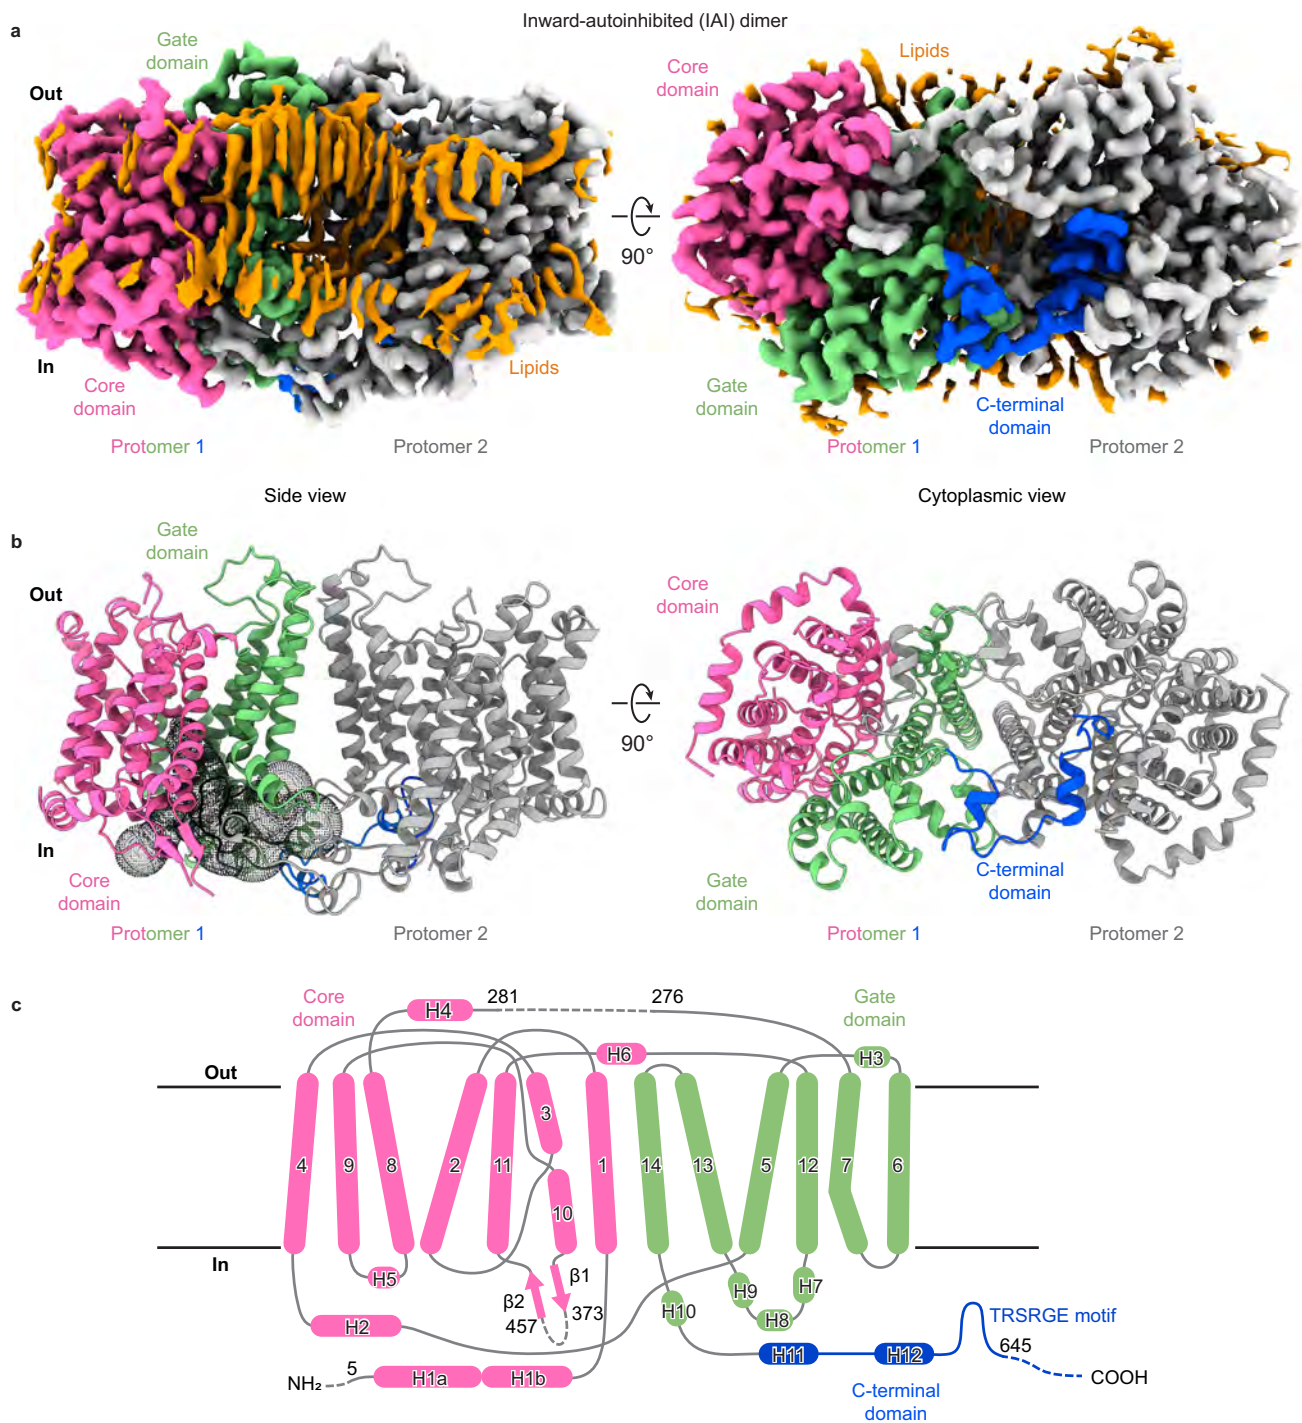 Inward-autoinhibited (IAI) dimer
a
Gate
domain
Out
In
Core
domain
Lipids
Protomer 1
Protomer 2
Core
domain
Lipids
90°
Gate
domain
C-terminal
domain
Protomer 1
Protomer 2
Side view
Cytoplasmic view
b
Gate
domain
Out
In
Core
domain
Protomer 1
Protomer 2
90°
Core
domain
Gate
domain
C-terminal
domain
Protomer 1
Protomer 2
c
Core
domain
H4
281
276
Gate
domain
Out
H6
H3
4
9
8
2
11
3
10
1
14
13
5
12
7
6
In
H5
β1
β2
457
373
H2
H10
H9
H8
H7
NH₂
5
H1a
H1b
H11
H12
TRSRGE motif
645
COOH
C-terminal
domain